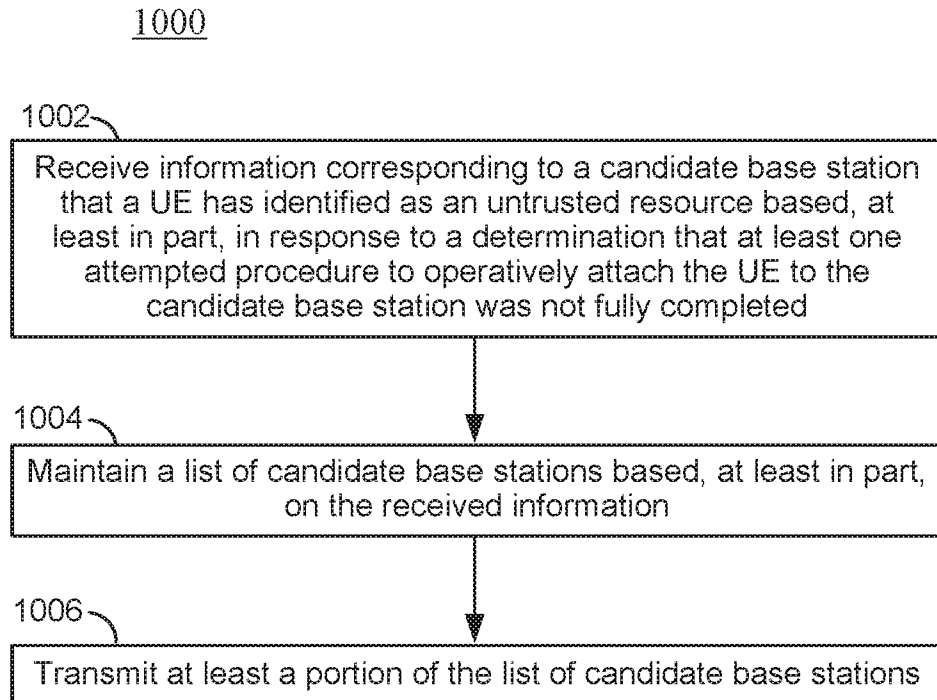 1000
1002
Receive information corresponding to a candidate base station
that a UE has identified as an untrusted resource based, at
least in part, in response to a determination that at least one
attempted procedure to operatively attach the UE to the
candidate base station was not fully completed
1004
Maintain a list of candidate base stations based, at least in part,
on the received information
1006
Transmit at least a portion of the list of candidate base stations